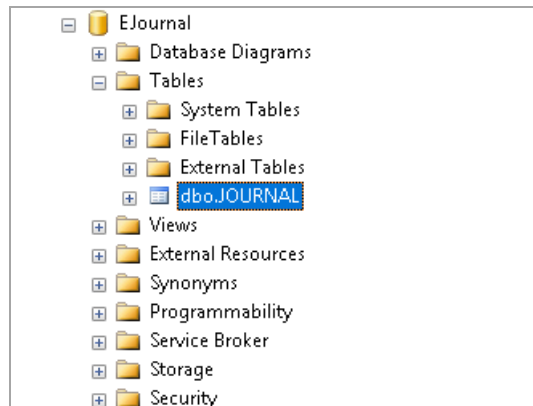 EJournal
Database Diagrams
Tables
System Tables
FileTables
External Tables
dbo.JOURNAL
Views
External Resources
Synonyms
Programmability
Service Broker
Storage
Security